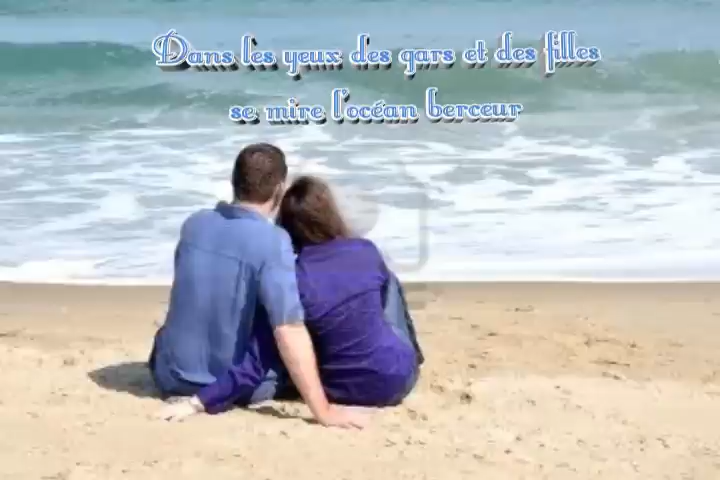 Dans les yeux des gars et des filles
se mire l'océan berceur